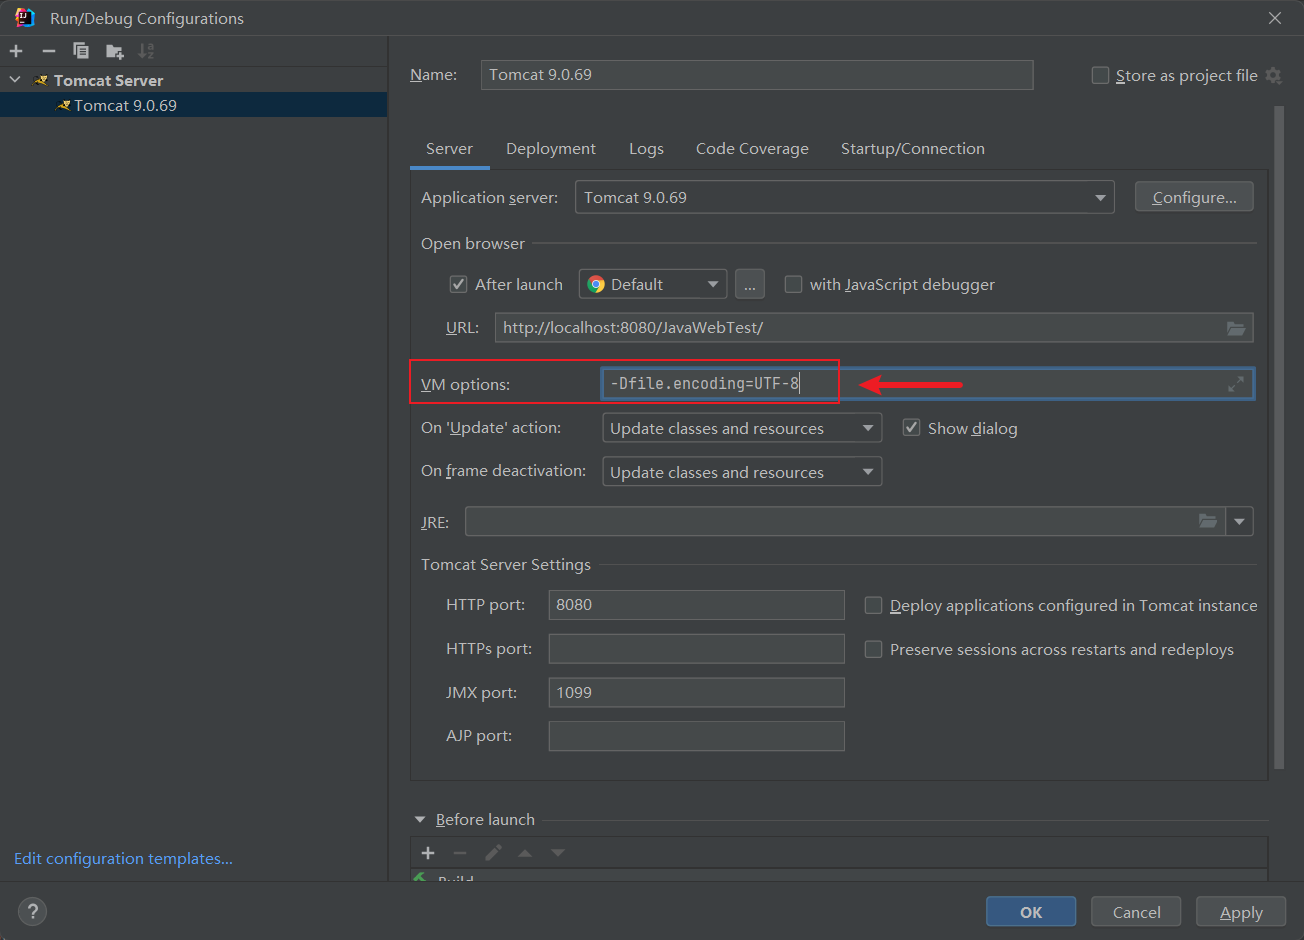 Run/Debug Configurations
Tomcat Server
Tomcat 9.0.69
Name: Tomcat 9.0.69 Store as project file
Server Deployment Logs Code Coverage Startup/Connection
Application server: Tomcat 9.0.69 Configure...
Open browser
After launch Default ... with JavaScript debugger
URL: http://localhost:8080/JavaWebTest/
VM options: -Dfile.encoding=UTF-8
On 'Update' action: Update classes and resources Show dialog
On frame deactivation: Update classes and resources
JRE:
Tomcat Server Settings
HTTP port: 8080 Deploy applications configured in Tomcat instance
HTTPs port: Preserve sessions across restarts and redeploys
JMX port: 1099
AJP port:
Before launch
Build
Edit configuration templates...
? OK Cancel Apply